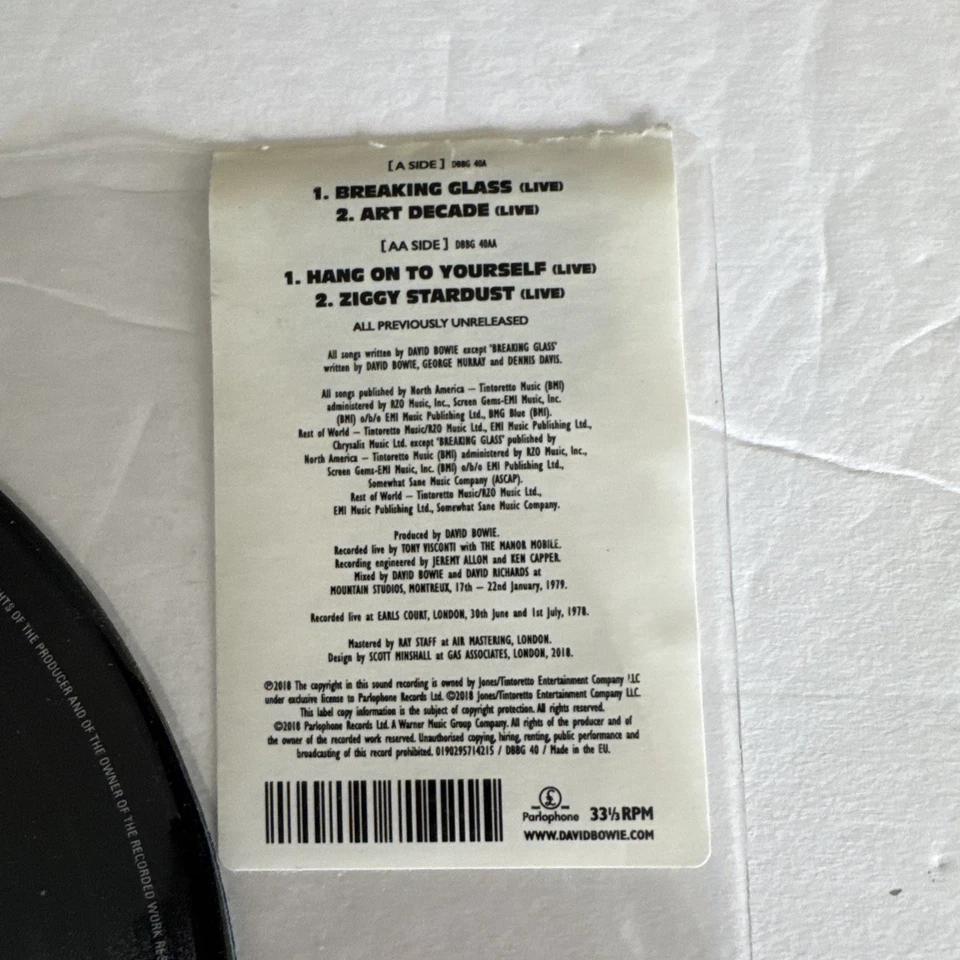 [ A SIDE ] DBBG 40A
1. BREAKING GLASS (LIVE)
2. ART DECADE (LIVE)
[ AA SIDE ] DBBG 40AA
1. HANG ON TO YOURSELF (LIVE)
2. ZIGGY STARDUST (LIVE)
ALL PREVIOUSLY UNRELEASED
All songs written by DAVID BOWIE except 'BREAKING GLASS'
written by DAVID BOWIE, GEORGE MURRAY and DENNIS DAVIS.
All songs published by North America – Tintoretto Music (BMI)
administered by RZO Music, Inc., Screen Gems-EMI Music, Inc.
(BMI) o/b/o EMI Music Publishing Ltd., BMG Blue (BMI).
Rest of World – Tintoretto Music/RZO Music Ltd., EMI Music Publishing Ltd.,
Chrysalis Music Ltd. except 'BREAKING GLASS' published by
North America – Tintoretto Music (BMI) administered by RZO Music, Inc.,
Screen Gems-EMI Music, Inc. (BMI) o/b/o EMI Publishing Ltd.,
Somewhat Sane Music Company (ASCAP).
Rest of World – Tintoretto Music/RZO Music Ltd.,
EMI Music Publishing Ltd., Somewhat Sane Music Company.
Produced by DAVID BOWIE.
Recorded live by TONY VISCONTI with THE MANOR MOBILE.
Recording engineered by JEREMY ALLOM and KEN CAPPER.
Mixed by DAVID BOWIE and DAVID RICHARDS at
MOUNTAIN STUDIOS, MONTREUX, 17th – 22nd January, 1979.
Recorded live at EARLS COURT, LONDON, 30th June and 1st July, 1978.
Mastered by RAY STAFF at AIR MASTERING, LONDON.
Design by SCOTT MINSHALL at GAS ASSOCIATES, LONDON, 2018.
℗2018 The copyright in this sound recording is owned by Jones/Tintoretto Entertainment Company LLC
under exclusive license to Parlophone Records Ltd. ©2018 Jones/Tintoretto Entertainment Company LLC.
This label copy information is the subject of copyright protection. All rights reserved.
©2018 Parlophone Records Ltd. A Warner Music Group Company. All rights of the producer and of
the owner of the recorded work reserved. Unauthorised copying, hiring, renting, public performance and
broadcasting of this record prohibited. 0190295714215 / DBBG 40 / Made in the EU.
£
Parlophone 33⅓ RPM
WWW.DAVIDBOWIE.COM
HTS OF THE PRODUCER AND OF THE OWNER OF THE RECORDED WORK RES